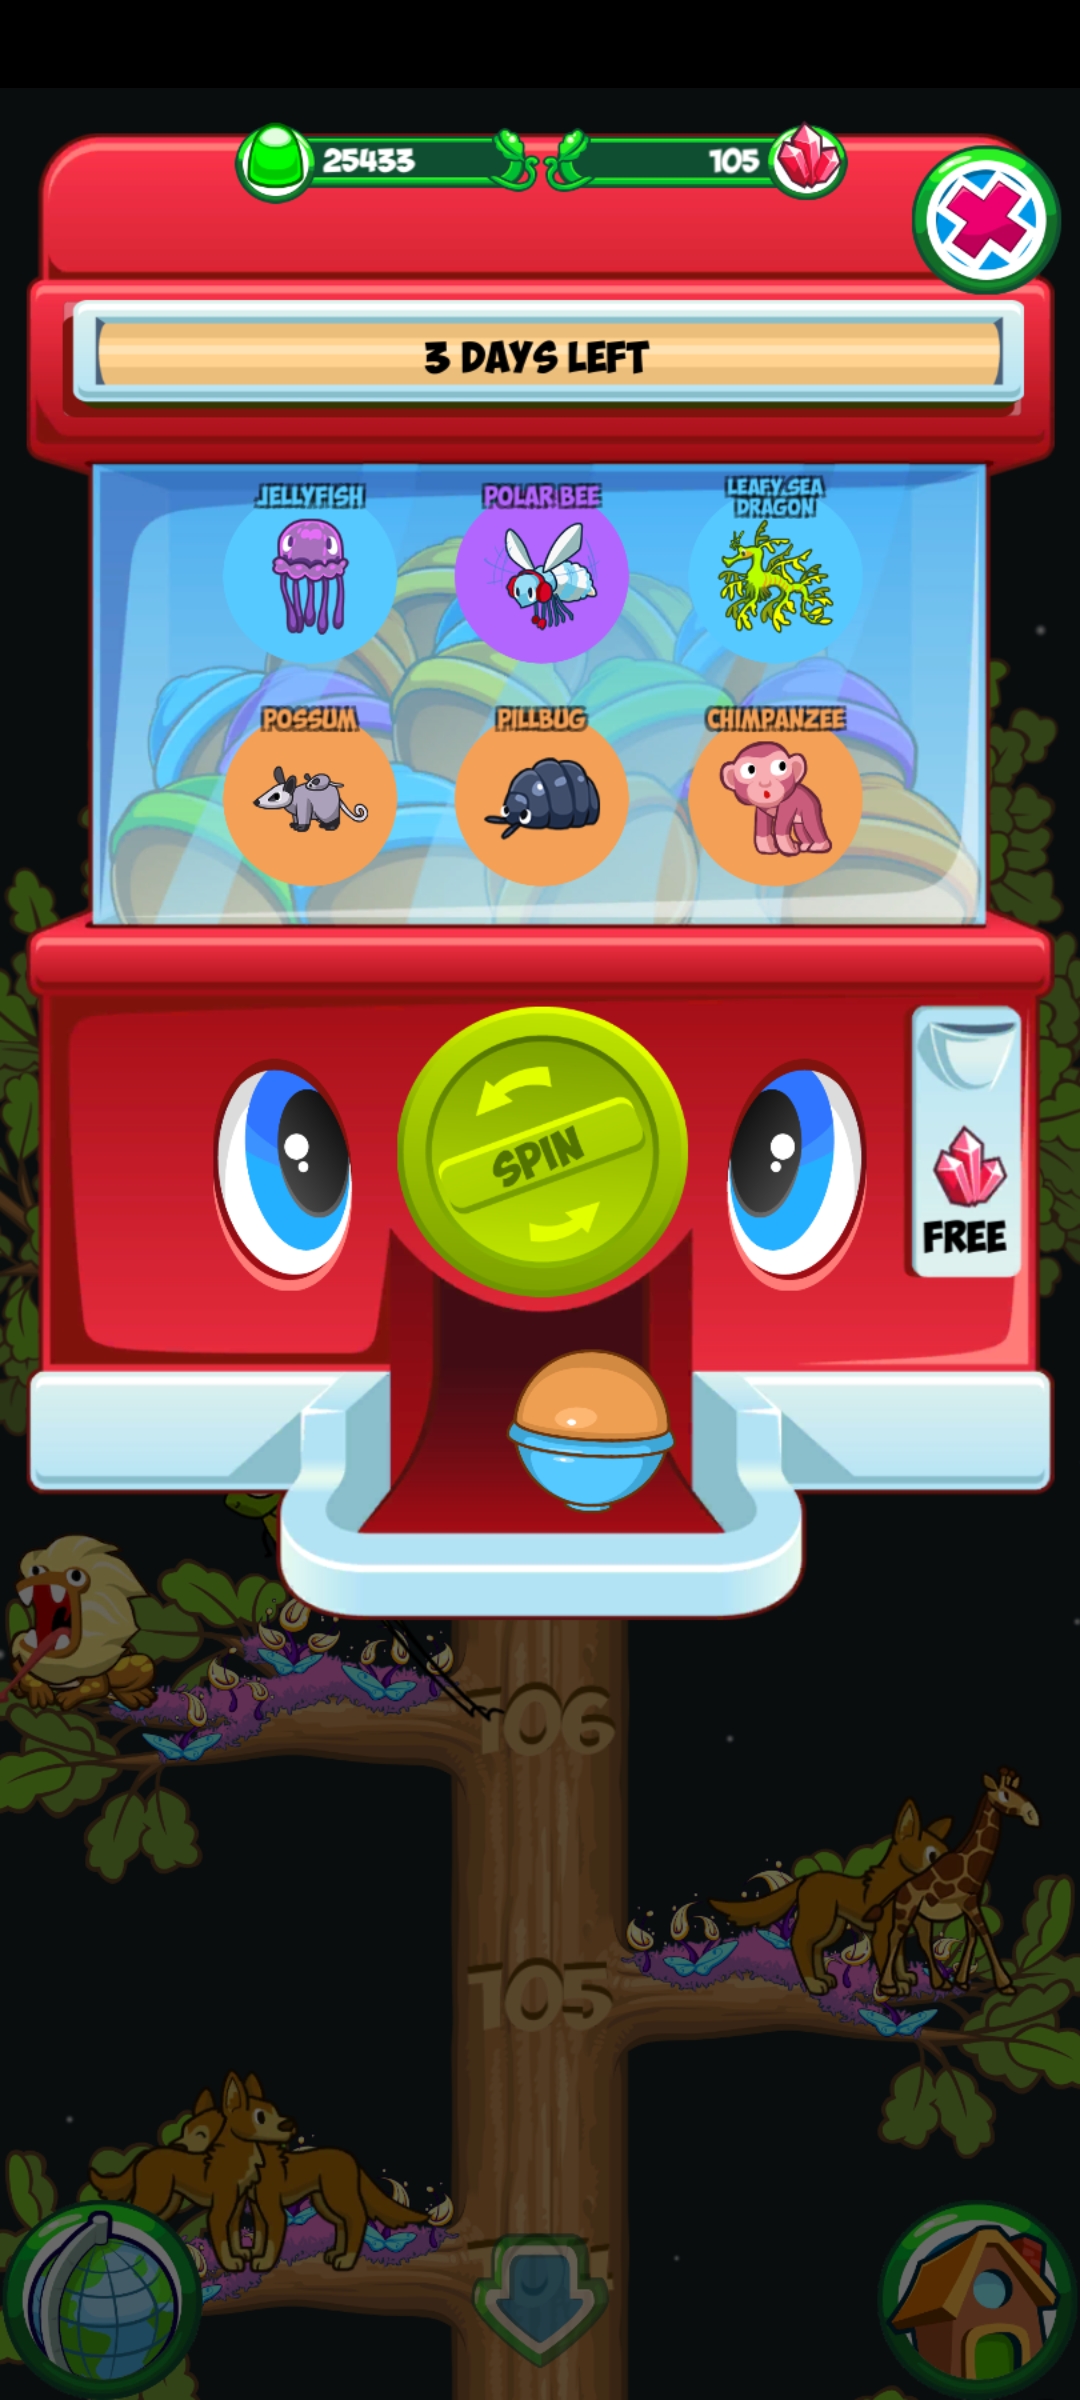 25433
105
3 DAYS LEFT
JELLYFISH
POLAR BEE
LEAFY SEA
DRAGON
POSSUM
PILLBUG
CHIMPANZEE
SPIN
FREE
106
105